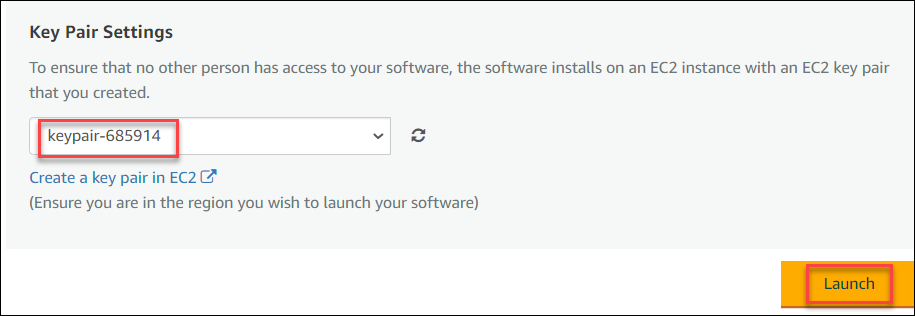 Key Pair Settings
To ensure that no other person has access to your software, the software installs on an EC2 instance with an EC2 key pair
that you created.
keypair-685914
Create a key pair in EC2
(Ensure you are in the region you wish to launch your software)
Launch